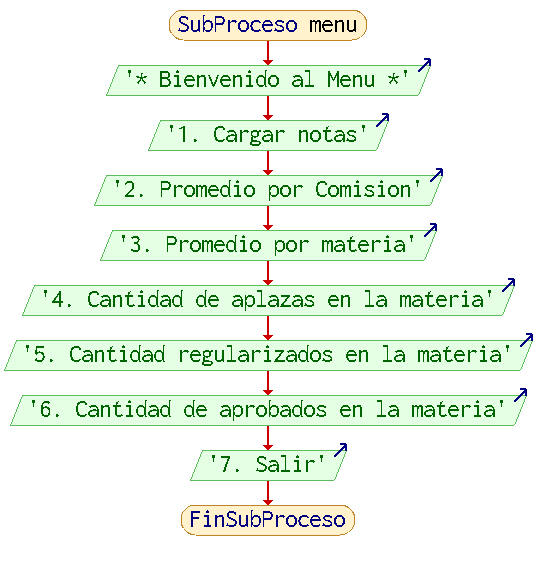 SubProceso menu
'* Bienvenido al Menu *'
'1. Cargar notas'
'2. Promedio por Comision'
'3. Promedio por materia'
'4. Cantidad de aplazas en la materia'
'5. Cantidad regularizados en la materia'
'6. Cantidad de aprobados en la materia'
'7. Salir'
FinSubProceso